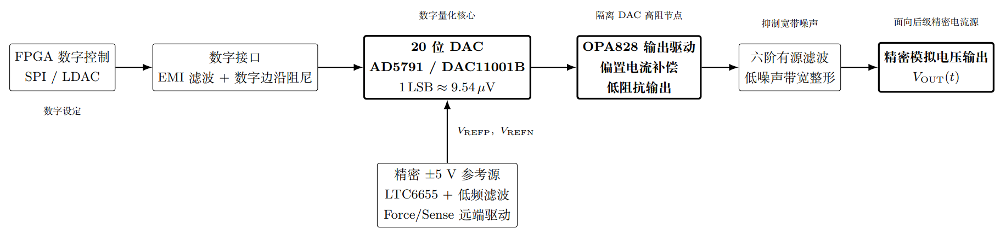 数字量化核心
隔离 DAC 高阻节点
抑制宽带噪声
面向后级精密电流源
FPGA 数字控制
SPI / LDAC
数字接口
EMI 滤波 + 数字边沿阻尼
20 位 DAC
AD5791 / DAC11001B
1 LSB ≈ 9.54 μV
OPA828 输出驱动
偏置电流补偿
低阻抗输出
六阶有源滤波
低噪声带宽整形
精密模拟电压输出
V_OUT(t)
数字设定
V_REFP, V_REFN
精密 ±5 V 参考源
LTC6655 + 低频滤波
Force/Sense 远端驱动